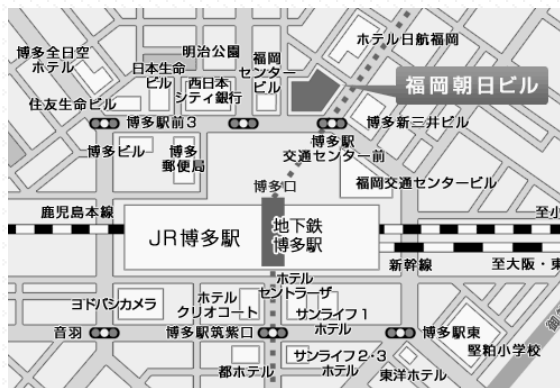 博多全日空
ホテル
明治公園
日本生命
ビル
西日本
シティ銀行
福岡
センター
ビル
ホテル日航福岡
福岡朝日ビル
住友生命ビル
博多駅前3
博多駅
交通センター前
博多新三井ビル
博多ビル
博多
郵便局
福岡交通センタービル
博多口
鹿児島本線
JR博多駅
地下鉄
博多駅
至小
新幹線
至大阪・東
ヨドバシカメラ
ホテル
クリオコート
ホテル
セントラーザ
サンライフ1
ホテル
音羽
博多駅筑紫口
博多駅東
都ホテル
サンライフ2・3
ホテル
東洋ホテル
堅粕小学校